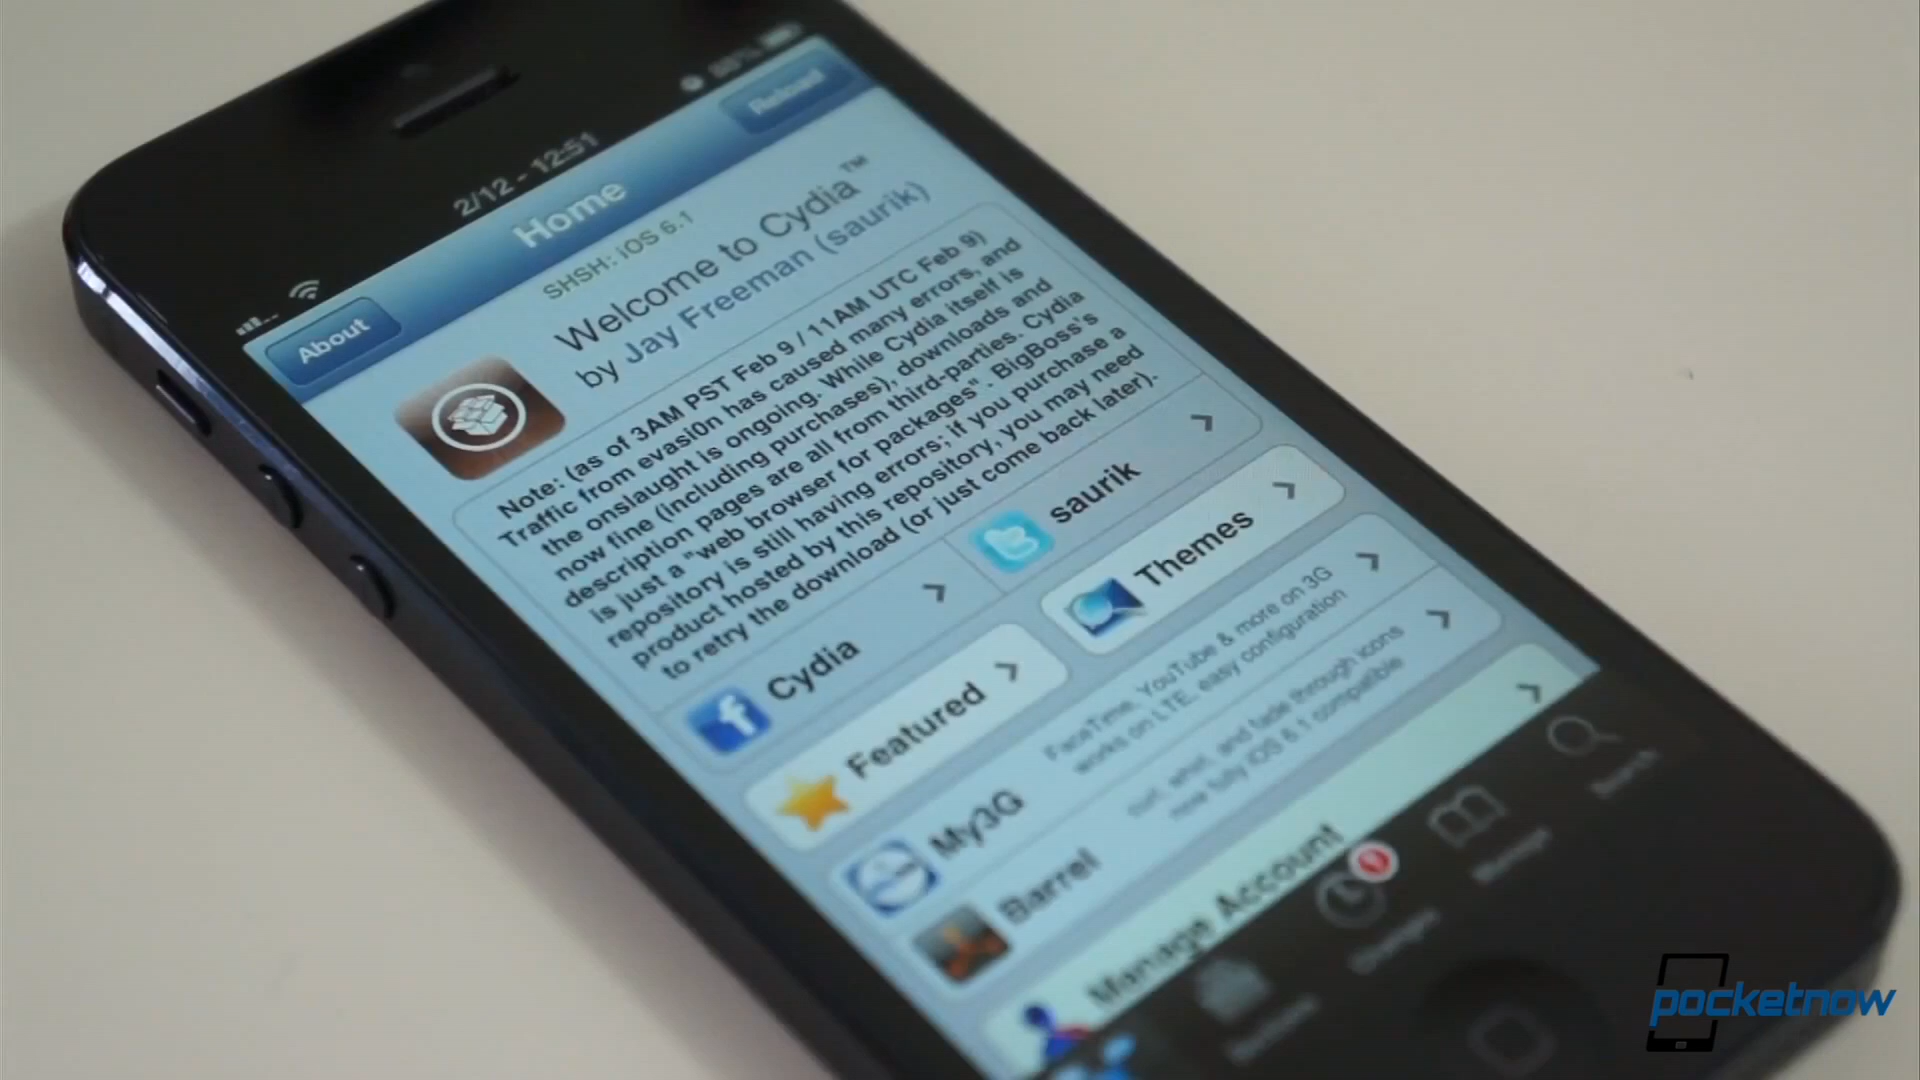 2/12 - 12:51
About
Home
Reload
SHSH: iOS 6.1
Welcome to Cydia™
by Jay Freeman (saurik)
Note: (as of 3AM PST Feb 9 / 11AM UTC Feb 9)
Traffic from evasi0n has caused many errors, and
the onslaught is ongoing. While Cydia itself is
now fine (including purchases), downloads and
description pages are all from third-parties. Cydia
is just a "web browser for packages". BigBoss's
repository is still having errors; if you purchase a
product hosted by this repository, you may need
to retry the download (or just come back later).
Cydia
saurik
Featured
Themes
My3G
FaceTime, YouTube & more on 3G
works on LTE, easy configuration
Barrel
curl, whirl, and fade through icons
now fully iOS 6.1 compatible
Manage Account
Changes
Manage
Search
pocketnow